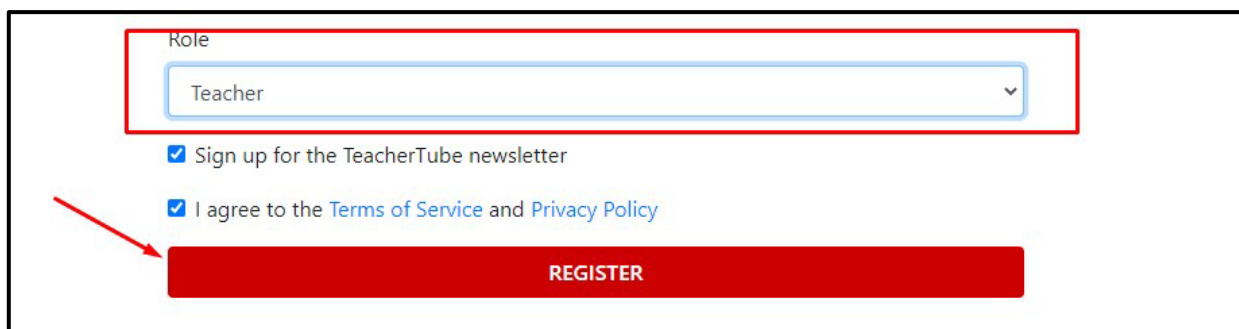 Role
Teacher
Sign up for the TeacherTube newsletter
I agree to the Terms of Service and Privacy Policy
REGISTER